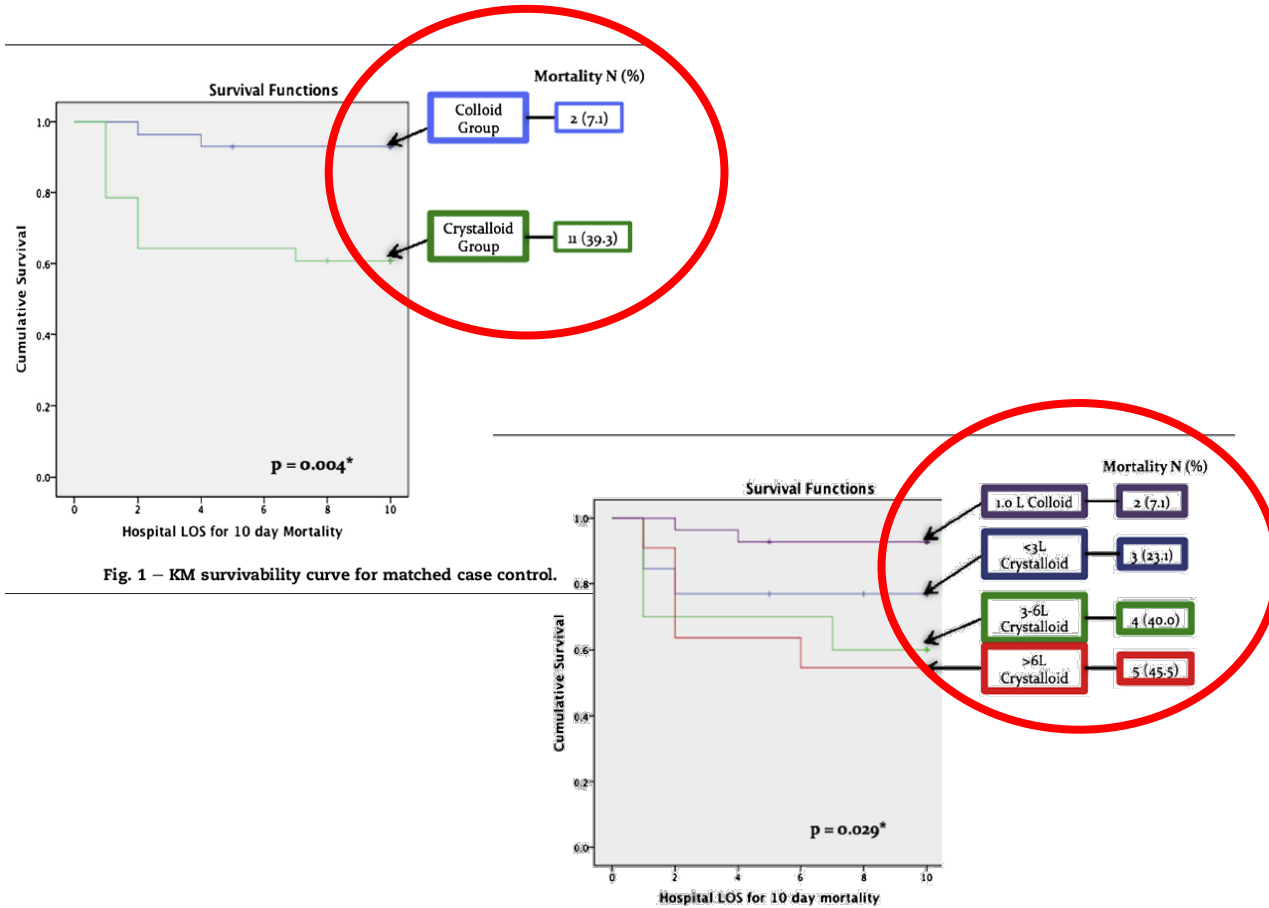 Mortality N (%)
Survival Functions
Colloid
Group
2 (7.1)
Crystalloid
Group
11 (39.3)
1.0
0.8
0.6
0.4
0.2
0.0
Cumulative Survival
p = 0.004*
0 2 4 6 8 10
Hospital LOS for 10 day Mortality
Fig. 1 – KM survivability curve for matched case control.
Mortality N (%)
Survival Functions
1.0 L Colloid
2 (7.1)
<3L
Crystalloid
3 (23.1)
3-6L
Crystalloid
4 (40.0)
>6L
Crystalloid
5 (45.5)
1.0
0.8
0.6
0.4
0.2
0.0
Cumulative Survival
p = 0.029*
0 2 4 6 8 10
Hospital LOS for 10 day mortality